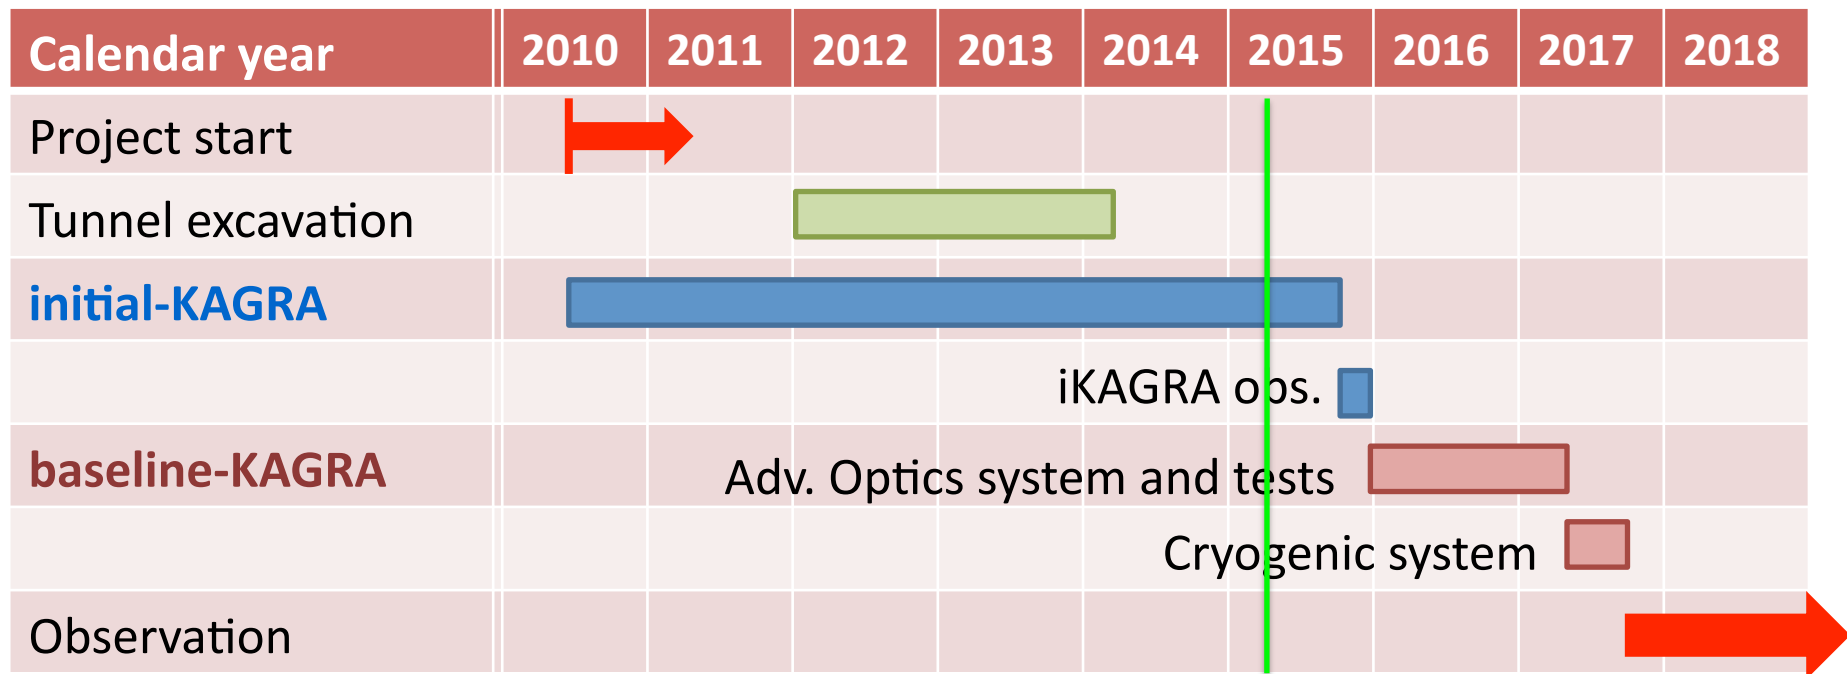 Calendar year 2010 2011 2012 2013 2014 2015 2016 2017 2018
Project start
Tunnel excavation
initial-KAGRA
iKAGRA obs.
baseline-KAGRA Adv. Optics system and tests
Cryogenic system
Observation